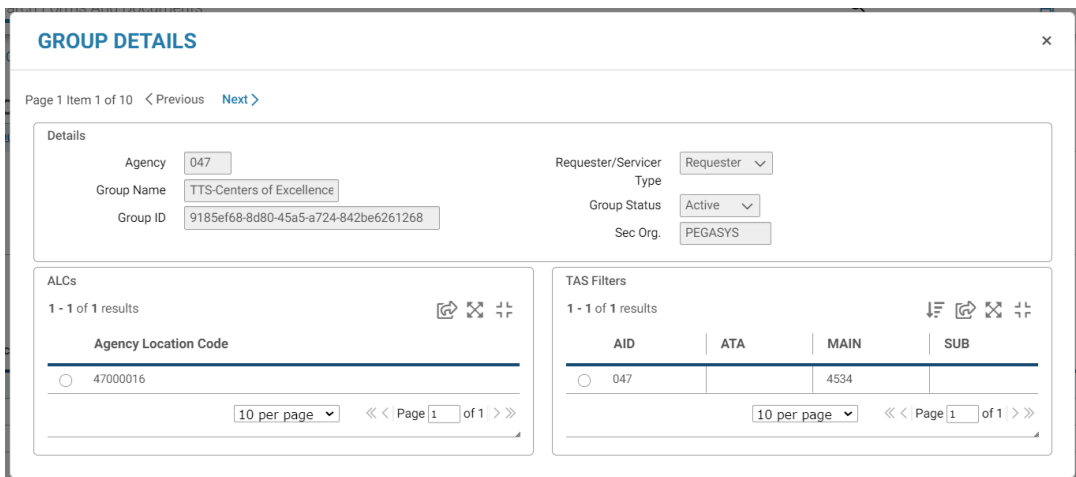 GROUP DETAILS ×
Page 1 Item 1 of 10 < Previous Next >
Details
Agency 047
Group Name TTS-Centers of Excellence
Group ID 9185ef68-8d80-45a5-a724-842be6261268
Requester/Servicer Type Requester
Group Status Active
Sec Org. PEGASYS
ALCs
1 - 1 of 1 results
Agency Location Code
47000016
10 per page Page 1 of 1
TAS Filters
1 - 1 of 1 results
AID ATA MAIN SUB
047 4534
10 per page Page 1 of 1